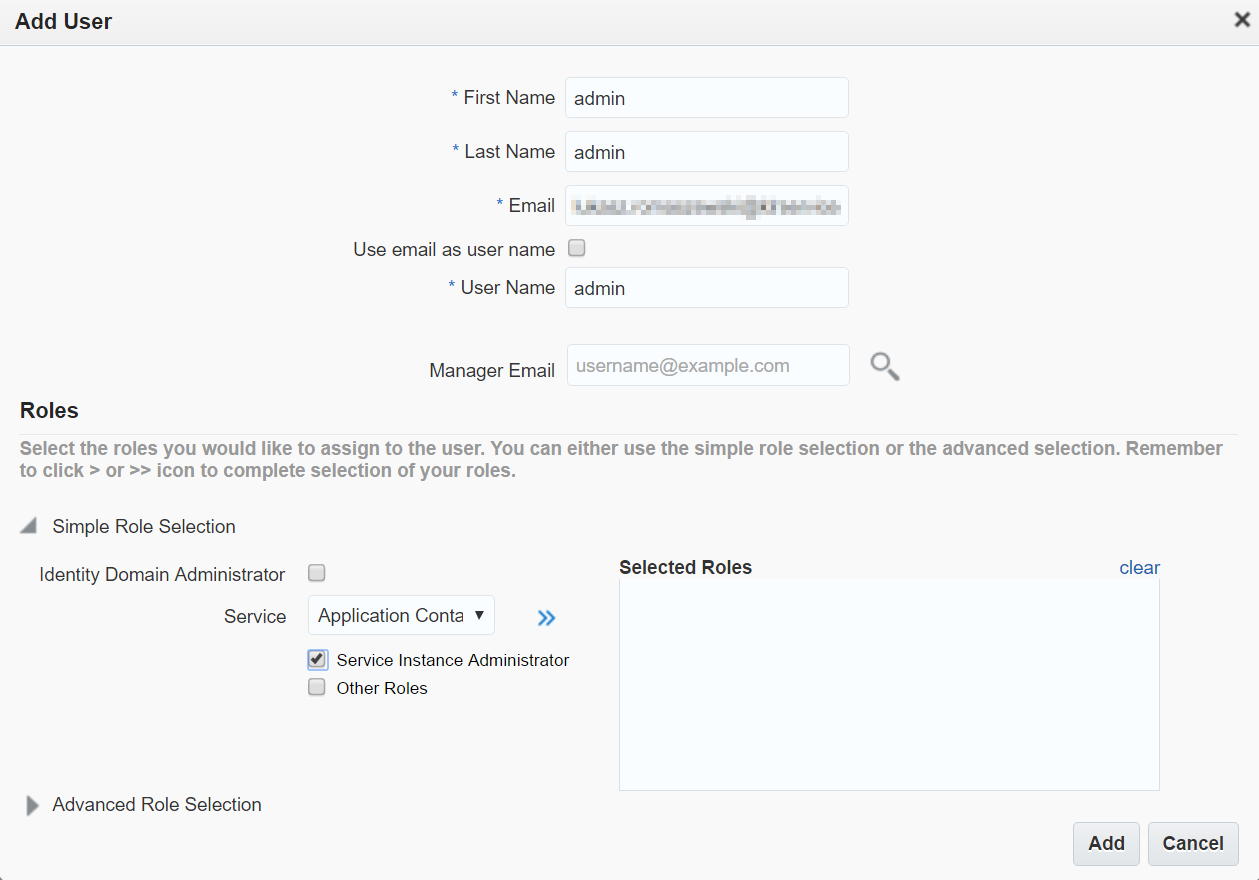 Add User
* First Name admin
* Last Name admin
* Email
Use email as user name
* User Name admin
Manager Email username@example.com
Roles
Select the roles you would like to assign to the user. You can either use the simple role selection or the advanced selection. Remember
to click > or >> icon to complete selection of your roles.
Simple Role Selection
Identity Domain Administrator
Service Application Conta
Service Instance Administrator
Other Roles
Selected Roles clear
Advanced Role Selection
Add Cancel